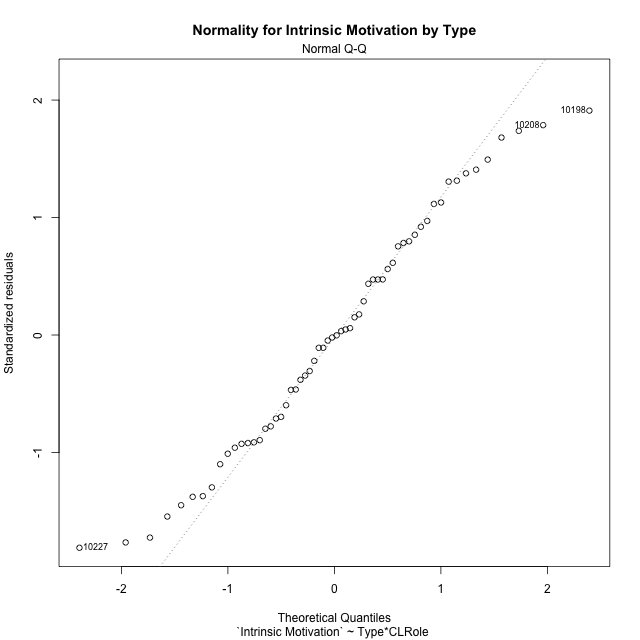 Normality for Intrinsic Motivation by Type
Normal Q-Q
Standardized residuals
2
1
0
-1
10198
10208
10227
-2
-1
0
1
2
Theoretical Quantiles
`Intrinsic Motivation` ~ Type*CLRole